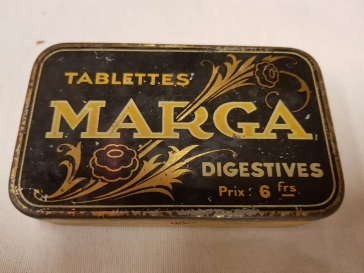 TABLETTES
MARGA
DIGESTIVES
Prix: 6 Frs